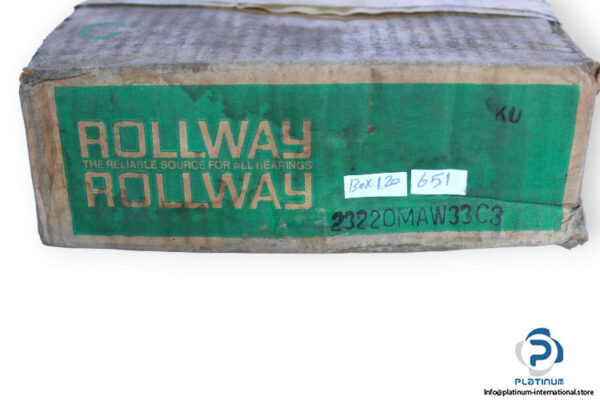 KU
ROLLWAY
THE RELIABLE SOURCE FOR ALL BEARINGS
ROLLWAY
Box.120
651
23220MAW33C3
PLATINUM
Info@platinum-international.store